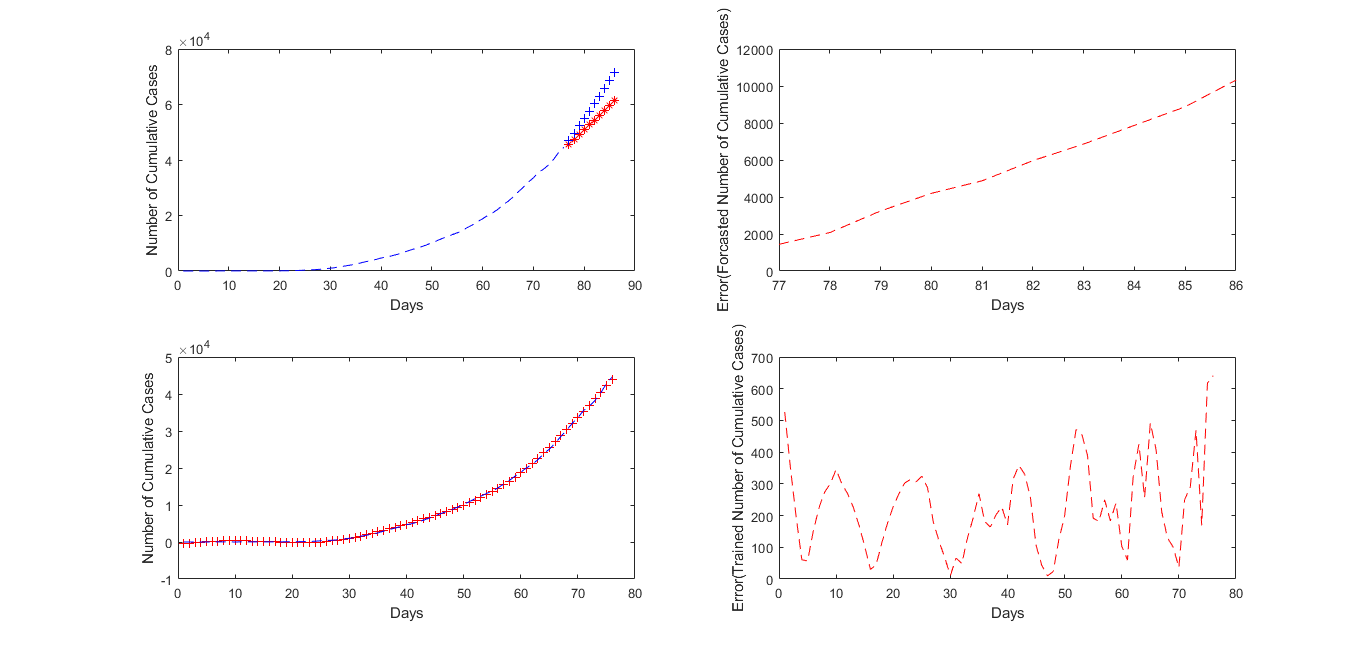 ×10^4
Number of Cumulative Cases
8
6
4
2
0
0 10 20 30 40 50 60 70 80 90
Days
Error(Forcasted Number of Cumulative Cases)
12000
10000
8000
6000
4000
2000
0
77 78 79 80 81 82 83 84 85 86
Days
×10^4
Number of Cumulative Cases
5
4
3
2
1
0
-1
0 10 20 30 40 50 60 70 80
Days
Error(Trained Number of Cumulative Cases)
700
600
500
400
300
200
100
0
0 10 20 30 40 50 60 70 80
Days